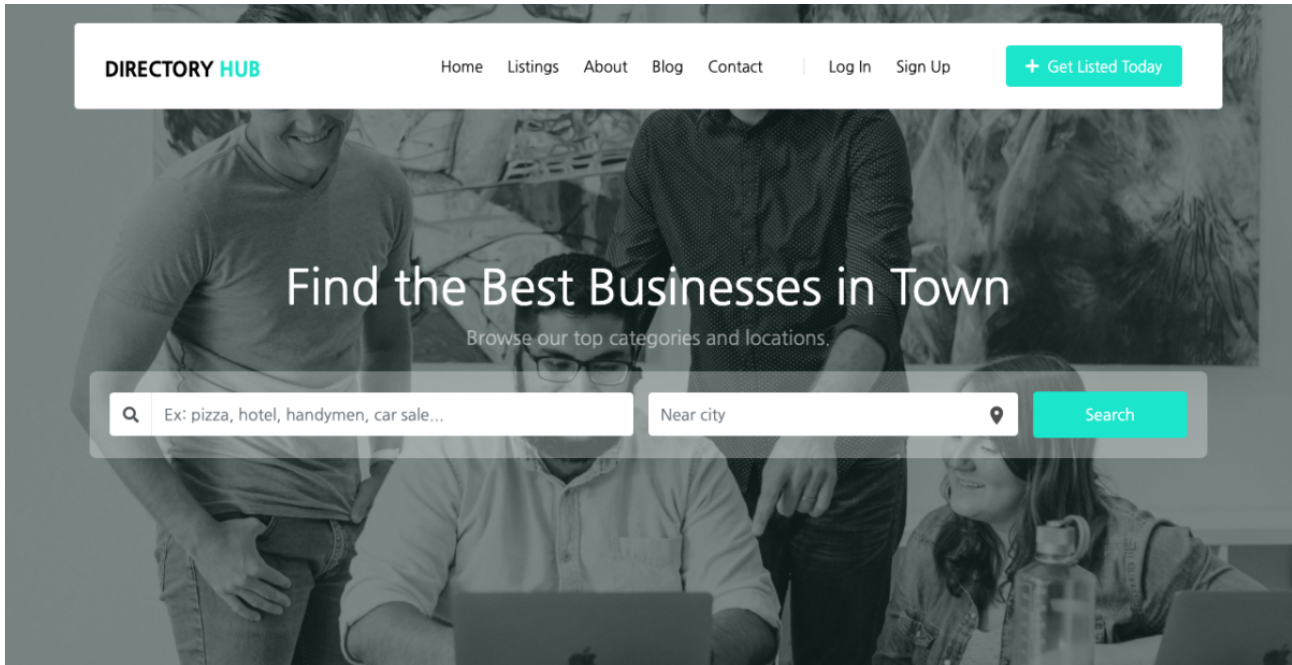 DIRECTORY HUB
Home Listings About Blog Contact Log In Sign Up
+ Get Listed Today
Find the Best Businesses in Town
Browse our top categories and locations.
Ex: pizza, hotel, handymen, car sale...
Near city
Search